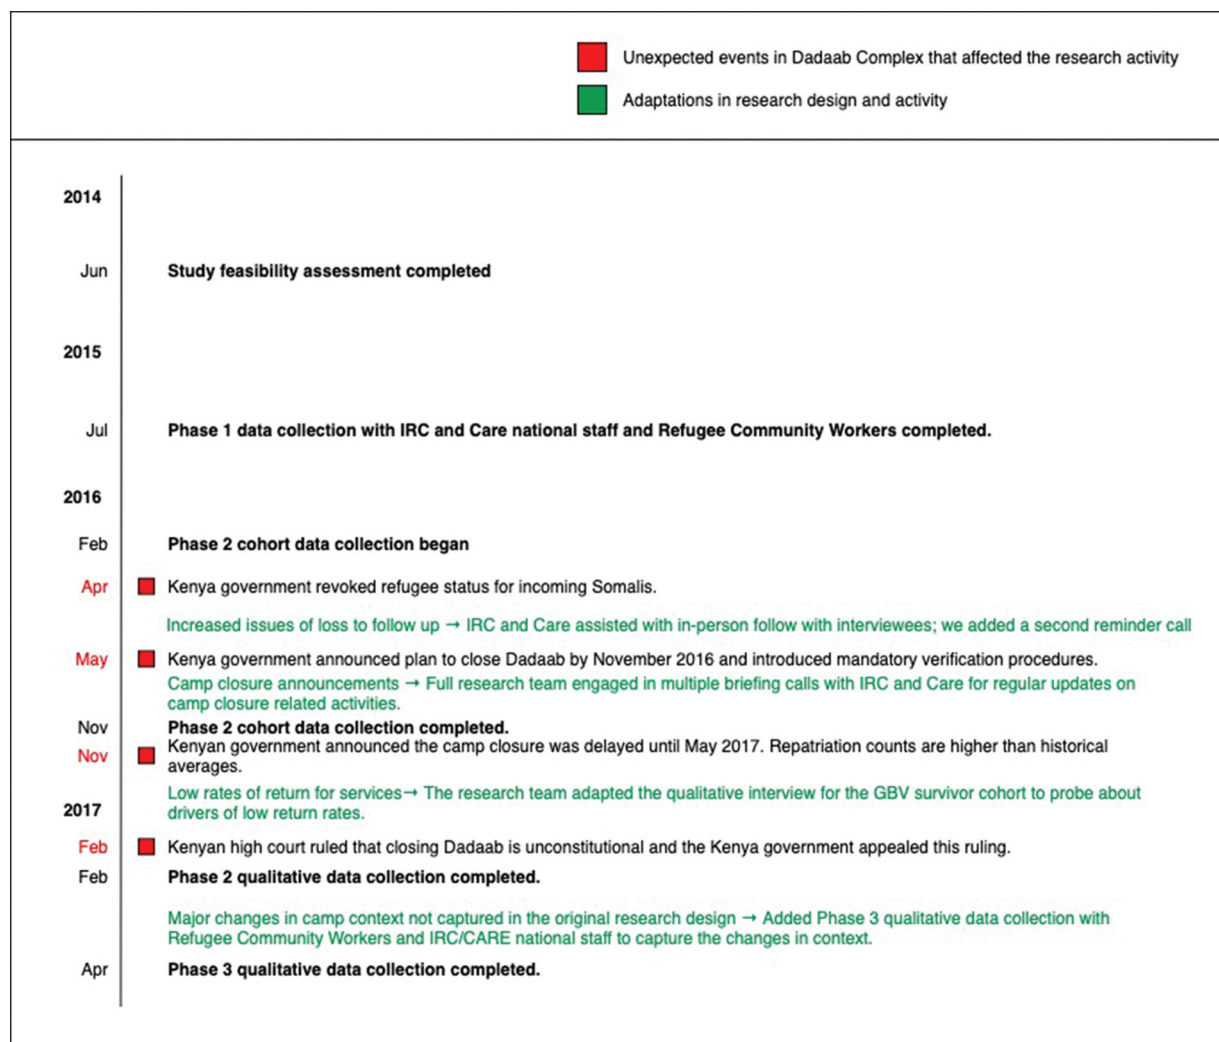 Unexpected events in Dadaab Complex that affected the research activity
Adaptations in research design and activity
2014
Jun Study feasibility assessment completed
2015
Jul Phase 1 data collection with IRC and Care national staff and Refugee Community Workers completed.
2016
Feb Phase 2 cohort data collection began
Apr Kenya government revoked refugee status for incoming Somalis.
Increased issues of loss to follow up → IRC and Care assisted with in-person follow with interviewees; we added a second reminder call
May Kenya government announced plan to close Dadaab by November 2016 and introduced mandatory verification procedures.
Camp closure announcements → Full research team engaged in multiple briefing calls with IRC and Care for regular updates on
camp closure related activities.
Nov Phase 2 cohort data collection completed.
Nov Kenyan government announced the camp closure was delayed until May 2017. Repatriation counts are higher than historical
averages.
Low rates of return for services→ The research team adapted the qualitative interview for the GBV survivor cohort to probe about
drivers of low return rates.
2017
Feb Kenyan high court ruled that closing Dadaab is unconstitutional and the Kenya government appealed this ruling.
Feb Phase 2 qualitative data collection completed.
Major changes in camp context not captured in the original research design → Added Phase 3 qualitative data collection with
Refugee Community Workers and IRC/CARE national staff to capture the changes in context.
Apr Phase 3 qualitative data collection completed.